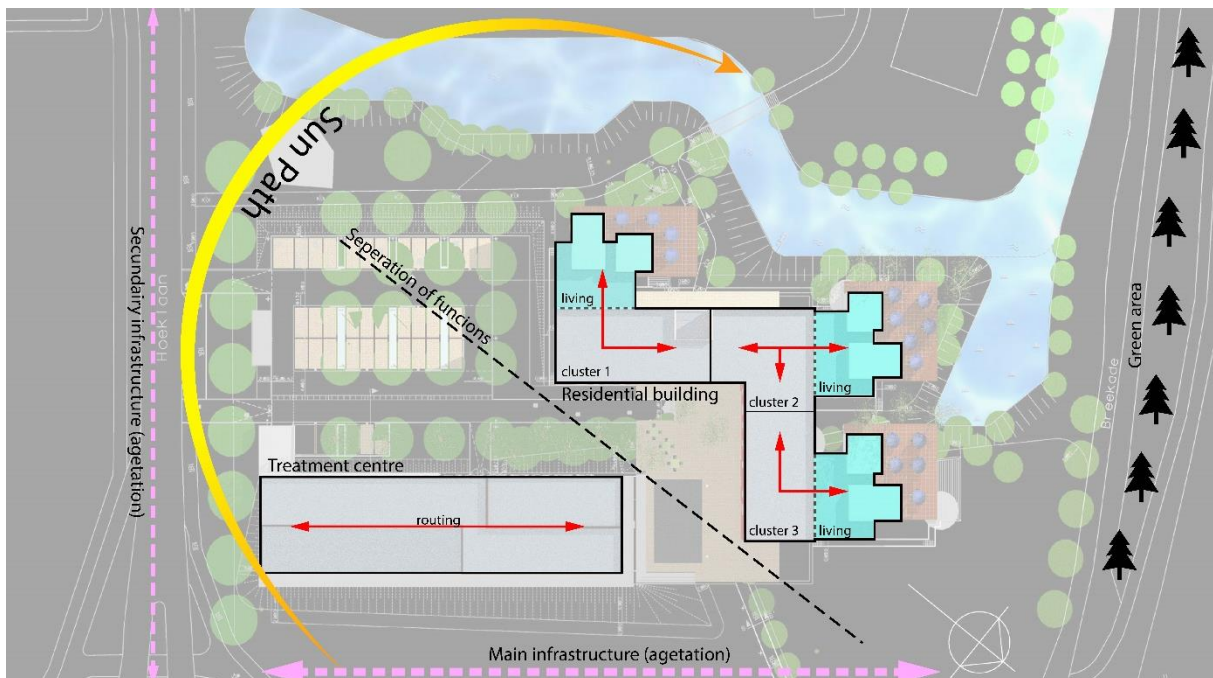 Sun Path
Secundairy infrastructure (agetation)
Hoeklaan
Seperation of funcions
living
cluster 1
Residential building
cluster 2
living
Green area
Breekade
Treatment centre
routing
cluster 3
living
Main infrastructure (agetation)